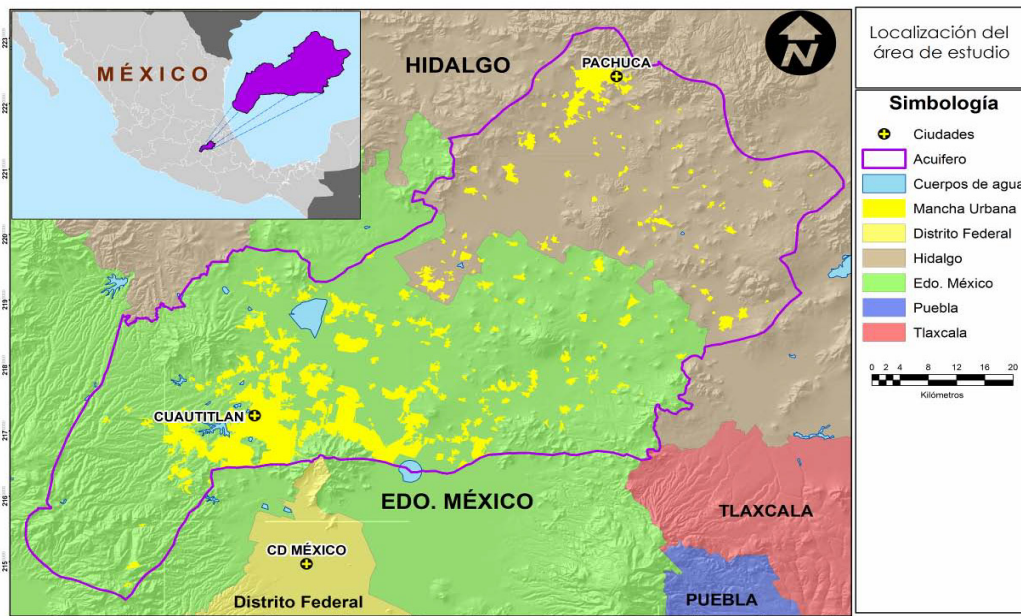 MÉXICO
HIDALGO
PACHUCA
CUAUTITLAN
EDO. MÉXICO
CD MÉXICO
Distrito Federal
TLAXCALA
PUEBLA
N
Localización del
área de estudio
Simbología
Ciudades
Acuifero
Cuerpos de agua
Mancha Urbana
Distrito Federal
Hidalgo
Edo. México
Puebla
Tlaxcala
0 2 4 8 12 16 20
Kilómetros